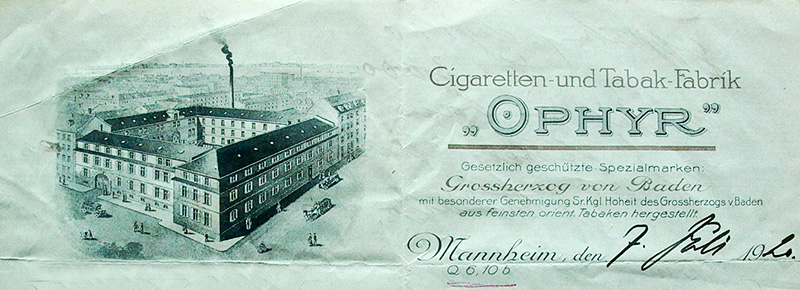 Cigaretten-und Tabak-Fabrik
„OPHYR”
Gesetzlich geschützte Spezialmarken:
Grossherzog von Baden
mit besonderer Genehmigung Sr. Kgl. Hoheit des Grossherzogs v. Baden
aus feinsten orient. Tabaken hergestellt.
Mannheim, den 7. Juli 1920.
Q 6, 10 b